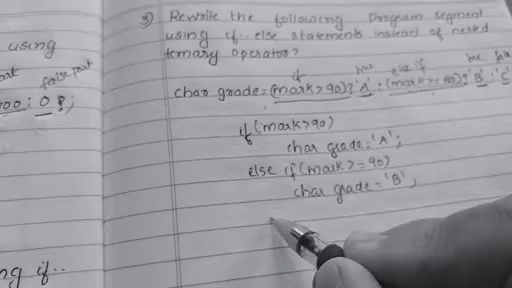 using
part false part
000 : 0 ;
3) Rewrite the following Program segment
using if.. else statements instead of nested
ternary operator?
if true else if true false
char grade = (mark > 90) ? 'A' : (mark >= 90) ? 'B' : 'C'
if (mark > 90)
char grade = 'A';
else if (mark >= 90)
char grade = 'B';
ng if..